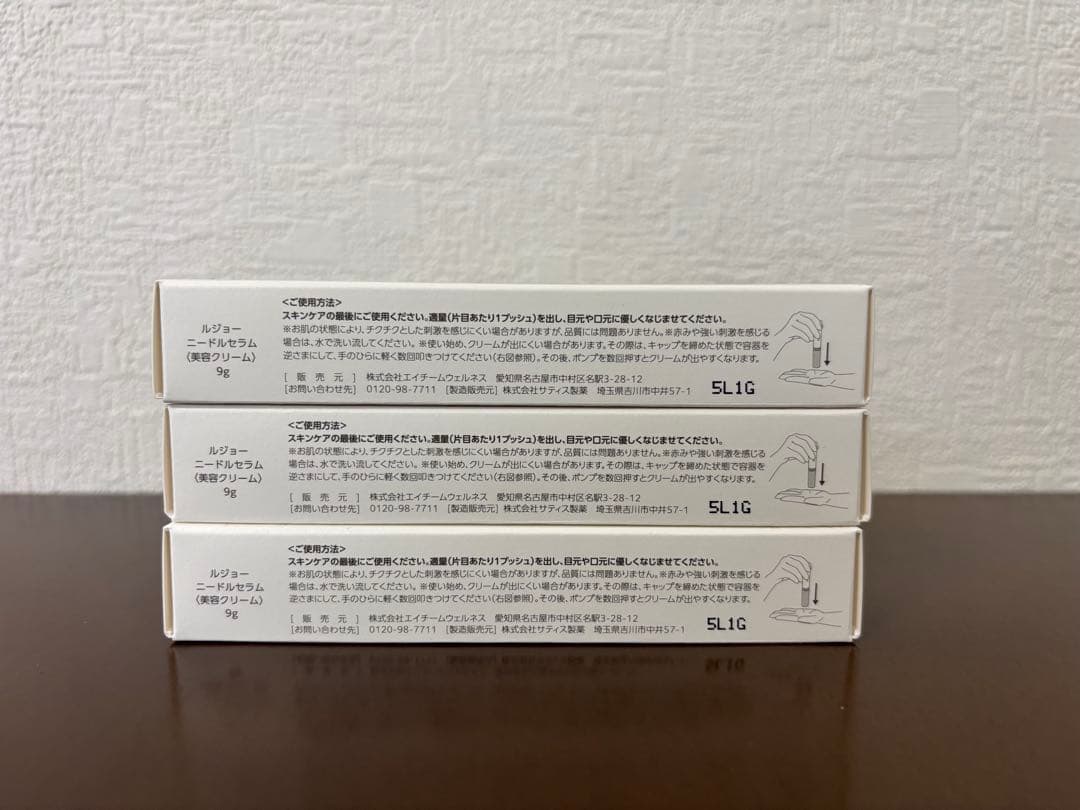 ルジョー
ニードルセラム
〈美容クリーム〉
9g
<ご使用方法>
スキンケアの最後にご使用ください。適量(片目あたり1プッシュ)を出し、目元や口元に優しくなじませてください。
※お肌の状態により、チクチクとした刺激を感じにくい場合がありますが、品質には問題ありません。※赤みや強い刺激を感じる
場合は、水で洗い流してください。※使い始め、クリームが出にくい場合があります。その際は、キャップを締めた状態で容器を
逆さまにして、手のひらに軽く数回叩きつけてください(右図参照)。その後、ポンプを数回押すとクリームが出やすくなります。
[販売元] 株式会社エイチームウェルネス 愛知県名古屋市中村区名駅3-28-12
[お問い合わせ先] 0120-98-7711 [製造販売元] 株式会社サティス製薬 埼玉県吉川市中井57-1
5L1G
ルジョー
ニードルセラム
〈美容クリーム〉
9g
<ご使用方法>
スキンケアの最後にご使用ください。適量(片目あたり1プッシュ)を出し、目元や口元に優しくなじませてください。
※お肌の状態により、チクチクとした刺激を感じにくい場合がありますが、品質には問題ありません。※赤みや強い刺激を感じる
場合は、水で洗い流してください。※使い始め、クリームが出にくい場合があります。その際は、キャップを締めた状態で容器を
逆さまにして、手のひらに軽く数回叩きつけてください(右図参照)。その後、ポンプを数回押すとクリームが出やすくなります。
[販売元] 株式会社エイチームウェルネス 愛知県名古屋市中村区名駅3-28-12
[お問い合わせ先] 0120-98-7711 [製造販売元] 株式会社サティス製薬 埼玉県吉川市中井57-1
5L1G
ルジョー
ニードルセラム
〈美容クリーム〉
9g
<ご使用方法>
スキンケアの最後にご使用ください。適量(片目あたり1プッシュ)を出し、目元や口元に優しくなじませてください。
※お肌の状態により、チクチクとした刺激を感じにくい場合がありますが、品質には問題ありません。※赤みや強い刺激を感じる
場合は、水で洗い流してください。※使い始め、クリームが出にくい場合があります。その際は、キャップを締めた状態で容器を
逆さまにして、手のひらに軽く数回叩きつけてください(右図参照)。その後、ポンプを数回押すとクリームが出やすくなります。
[販売元] 株式会社エイチームウェルネス 愛知県名古屋市中村区名駅3-28-12
[お問い合わせ先] 0120-98-7711 [製造販売元] 株式会社サティス製薬 埼玉県吉川市中井57-1
5L1G